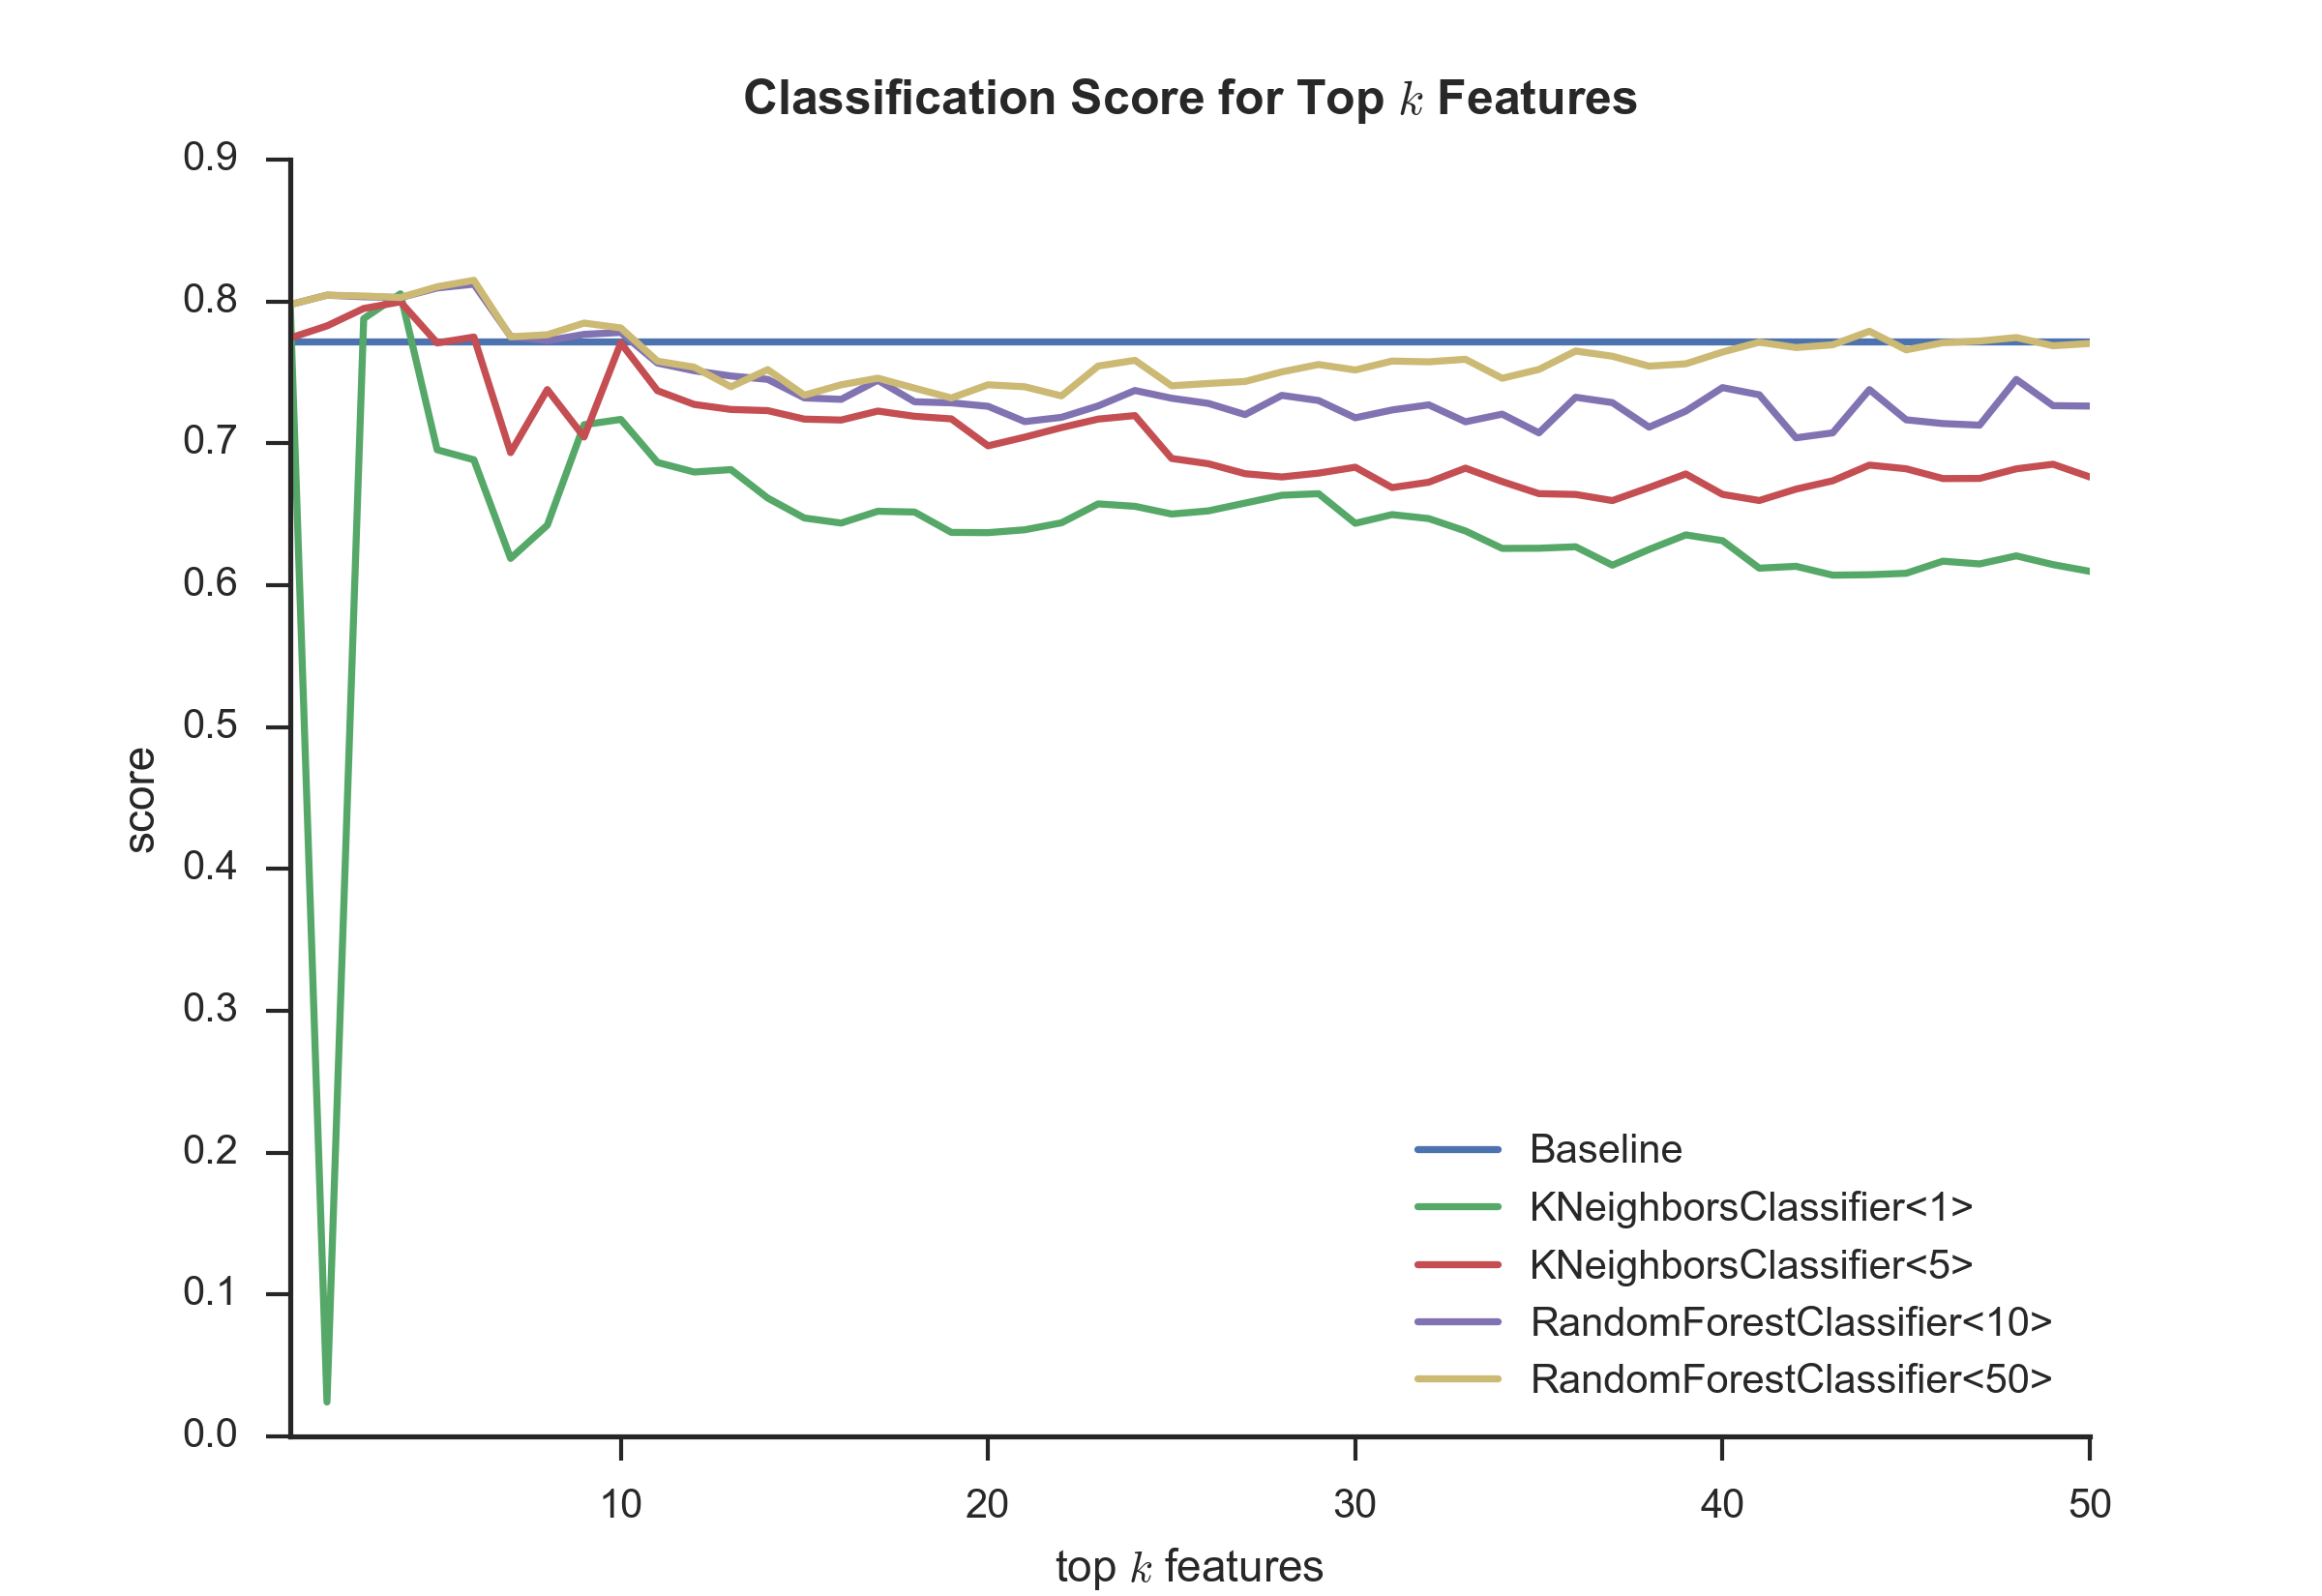 Classification Score for Top k Features
0.9
0.8
0.7
0.6
0.5
0.4
0.3
0.2
0.1
0.0
score
Baseline
KNeighborsClassifier<1>
KNeighborsClassifier<5>
RandomForestClassifier<10>
RandomForestClassifier<50>
10 20 30 40 50
top k features